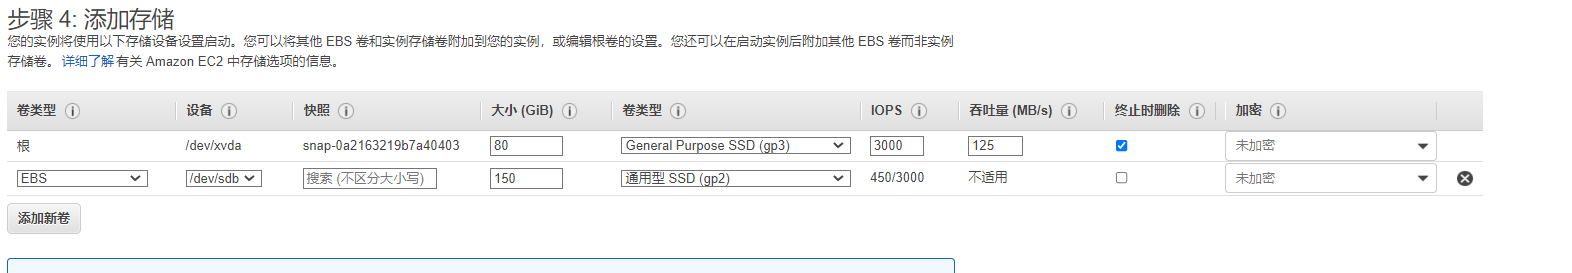 步骤 4: 添加存储
您的实例将使用以下存储设备设置启动。您可以将其他 EBS 卷和实例存储卷附加到您的实例，或编辑根卷的设置。您还可以在启动实例后附加其他 EBS 卷而非实例
存储卷。 详细了解 有关 Amazon EC2 中存储选项的信息。
卷类型 设备 快照 大小 (GiB) 卷类型 IOPS 吞吐量 (MB/s) 终止时删除 加密
根 /dev/xvda snap-0a2163219b7a40403 80 General Purpose SSD (gp3) 3000 125 未加密
EBS /dev/sdb 搜索 (不区分大小写) 150 通用型 SSD (gp2) 450/3000 不适用 未加密
添加新卷